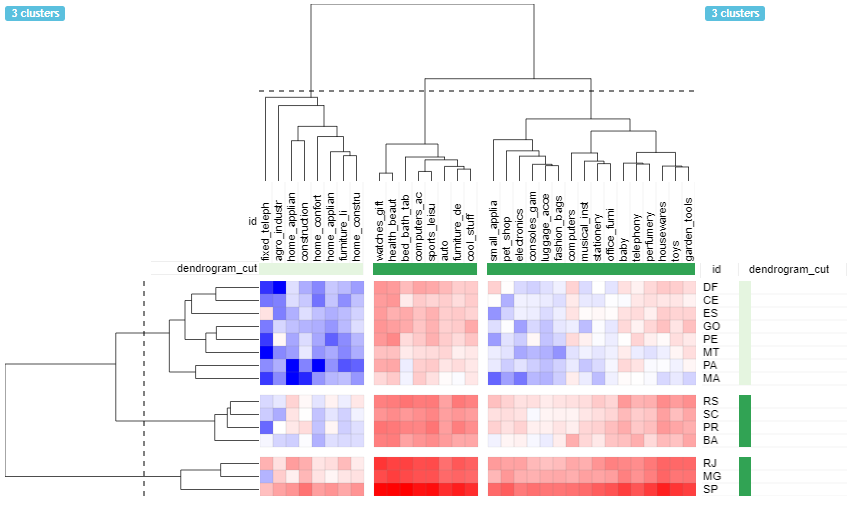 3 clusters
3 clusters
id
fixed_teleph
agro_industr
home_applian
construction
home_confort
home_applian
furniture_li
home_constru
watches_gift
health_beaut
bed_bath_tab
computers_ac
sports_leisu
auto
furniture_de
cool_stuff
small_applia
pet_shop
electronics
consoles_gam
luggage_acce
fashion_bags
computers
musical_inst
stationery
office_furni
baby
telephony
perfumery
housewares
toys
garden_tools
dendrogram_cut
id
dendrogram_cut
DF
CE
ES
GO
PE
MT
PA
MA
RS
SC
PR
BA
RJ
MG
SP